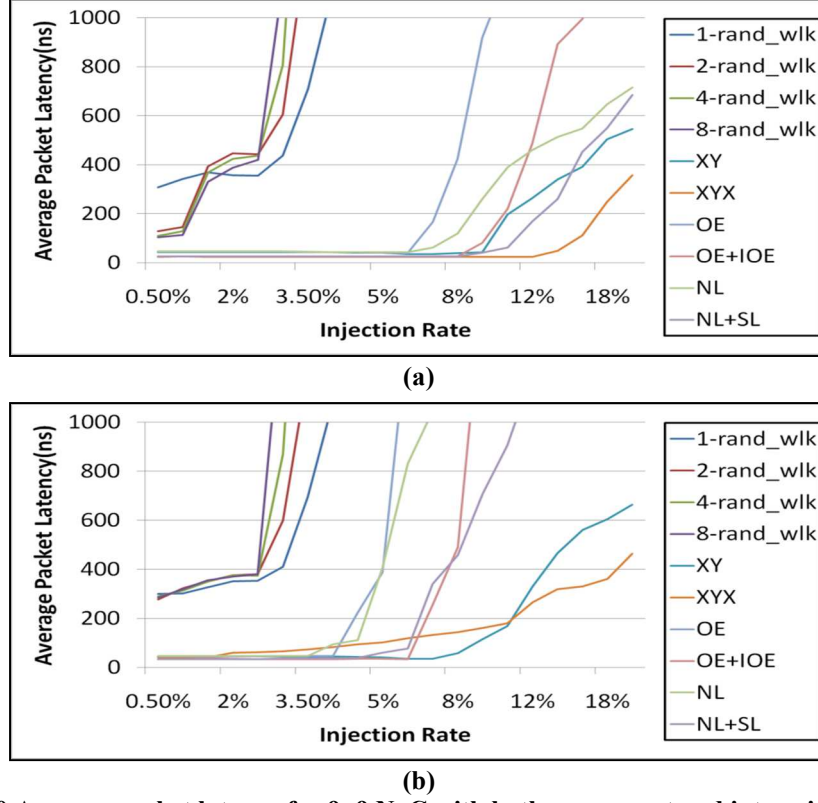 1000
800
600
400
200
0
Average Packet Latency(ns)
0.50% 2% 3.50% 5% 8% 12% 18%
Injection Rate
1-rand_wlk
2-rand_wlk
4-rand_wlk
8-rand_wlk
XY
XYX
OE
OE+IOE
NL
NL+SL
(a)
1000
800
600
400
200
0
Average Packet Latency(ns)
0.50% 2% 3.50% 5% 8% 12% 18%
Injection Rate
1-rand_wlk
2-rand_wlk
4-rand_wlk
8-rand_wlk
XY
XYX
OE
OE+IOE
NL
NL+SL
(b)